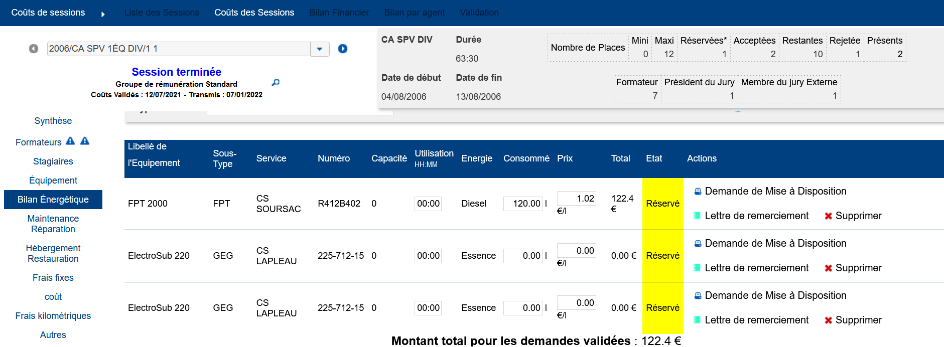 Coûts de sessions Liste des Sessions Coûts des Sessions Bilan Financier Bilan par agent Validation
2006/CA SPV 1ÉQ DIV/1 1
Session terminée
Groupe de rémunération Standard
Coûts Validés : 12/07/2021 - Transmis : 07/01/2022
CA SPV DIV Durée
63:30
Date de début Date de fin
04/08/2006 13/08/2006
Nombre de Places Mini Maxi Réservées* Acceptées Restantes Rejetée Présents
0 12 1 2 10 1 2
Formateur Président du Jury Membre du jury Externe
7 1 1
Synthèse
Formateurs
Stagiaires
Équipement
Bilan Énergètique
Maintenance
Réparation
Hébergement
Restauration
Frais fixes
coût
Frais kilométriques
Autres
Libellé de l'Equipement Sous-Type Service Numéro Capacité Utilisation HH:MM Energie Consommé Prix Total Etat Actions
FPT 2000 FPT CS SOURSAC R412B402 0 00:00 Diesel 120.00 l 1.02 €/l 122.4 € Réservé Demande de Mise à Disposition
Lettre de remerciement Supprimer
ElectroSub 220 GEG CS LAPLEAU 225-712-15 0 00:00 Essence 0.00 l 0.00 €/l 0.00 € Réservé Demande de Mise à Disposition
Lettre de remerciement Supprimer
ElectroSub 220 GEG CS LAPLEAU 225-712-15 0 00:00 Essence 0.00 l 0.00 €/l 0.00 € Réservé Demande de Mise à Disposition
Lettre de remerciement Supprimer
Montant total pour les demandes validées : 122.4 €